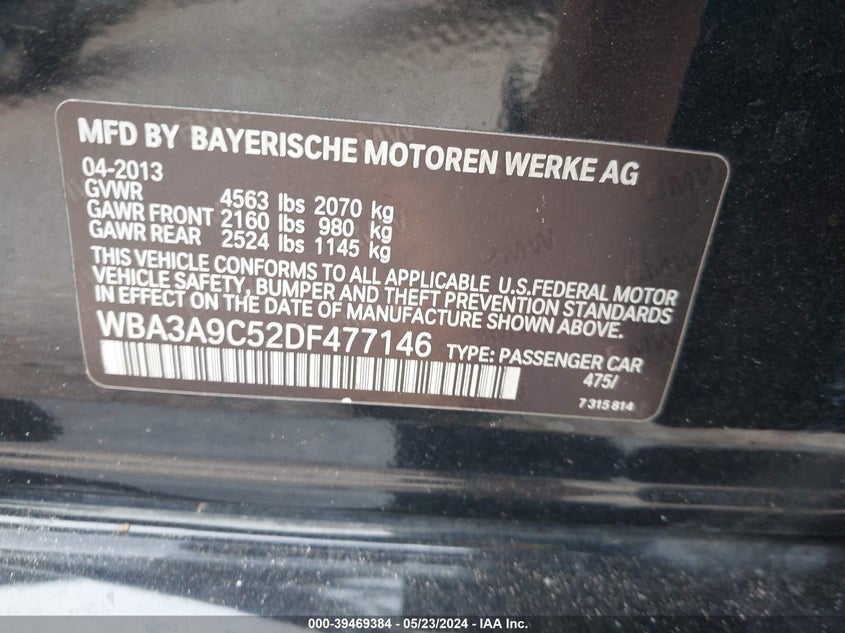 MFD BY BAYERISCHE MOTOREN WERKE AG
04-2013
GVWR 4563 lbs 2070 kg
GAWR FRONT 2160 lbs 980 kg
GAWR REAR 2524 lbs 1145 kg
THIS VEHICLE CONFORMS TO ALL APPLICABLE U.S.FEDERAL MOTOR
VEHICLE SAFETY, BUMPER AND THEFT PREVENTION STANDARDS
IN EFFECT ON THE DATE OF MANUFACTURE SHOWN ABOVE.
WBA3A9C52DF477146 TYPE: PASSENGER CAR
475/
7 315 814
000-39469384 / 05/23/2024 - IAA Inc.